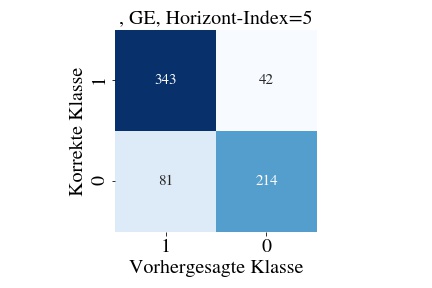 , GE, Horizont-Index=5
Korrekte Klasse
1
343
42
0
81
214
1
0
Vorhergesagte Klasse